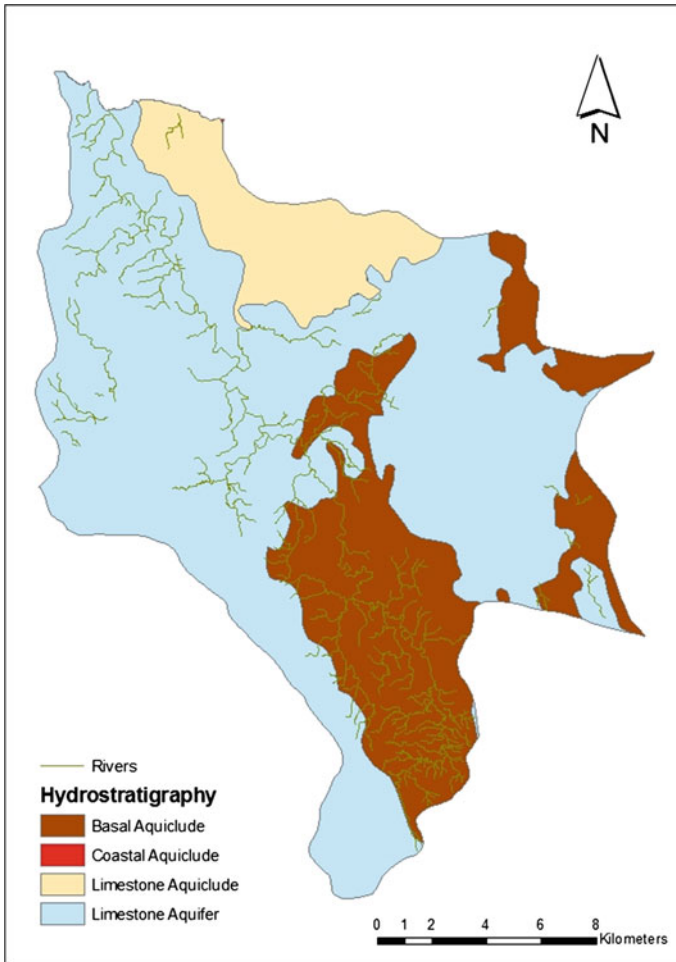 N
Rivers
Hydrostratigraphy
Basal Aquiclude
Coastal Aquiclude
Limestone Aquiclude
Limestone Aquifer
0 1 2 4 6 8
Kilometers